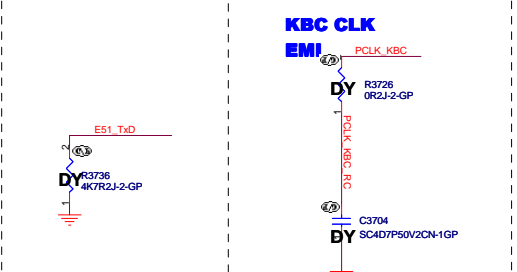 KBC CLK
EMI
PCLK_KBC
DY
R3726
0R2J-2-GP
1
PCLK_KBC_RC
E51_TxD
2
DY
R3736
4K7R2J-2-GP
1
C3704
DY
SC4D7P50V2CN-1GP